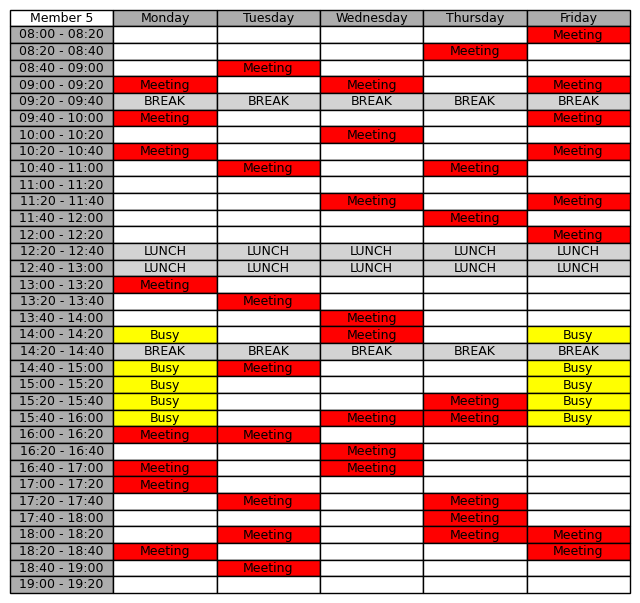 Member 5 Monday Tuesday Wednesday Thursday Friday
08:00 - 08:20 Meeting
08:20 - 08:40 Meeting
08:40 - 09:00 Meeting
09:00 - 09:20 Meeting Meeting Meeting
09:20 - 09:40 BREAK BREAK BREAK BREAK BREAK
09:40 - 10:00 Meeting Meeting
10:00 - 10:20 Meeting
10:20 - 10:40 Meeting Meeting
10:40 - 11:00 Meeting Meeting
11:00 - 11:20
11:20 - 11:40 Meeting Meeting
11:40 - 12:00 Meeting
12:00 - 12:20 Meeting
12:20 - 12:40 LUNCH LUNCH LUNCH LUNCH LUNCH
12:40 - 13:00 LUNCH LUNCH LUNCH LUNCH LUNCH
13:00 - 13:20 Meeting
13:20 - 13:40 Meeting
13:40 - 14:00 Meeting
14:00 - 14:20 Busy Meeting Busy
14:20 - 14:40 BREAK BREAK BREAK BREAK BREAK
14:40 - 15:00 Busy Meeting Busy
15:00 - 15:20 Busy Busy
15:20 - 15:40 Busy Meeting Busy
15:40 - 16:00 Busy Meeting Meeting Busy
16:00 - 16:20 Meeting Meeting
16:20 - 16:40 Meeting
16:40 - 17:00 Meeting Meeting
17:00 - 17:20 Meeting
17:20 - 17:40 Meeting Meeting
17:40 - 18:00 Meeting
18:00 - 18:20 Meeting Meeting Meeting
18:20 - 18:40 Meeting Meeting
18:40 - 19:00 Meeting
19:00 - 19:20